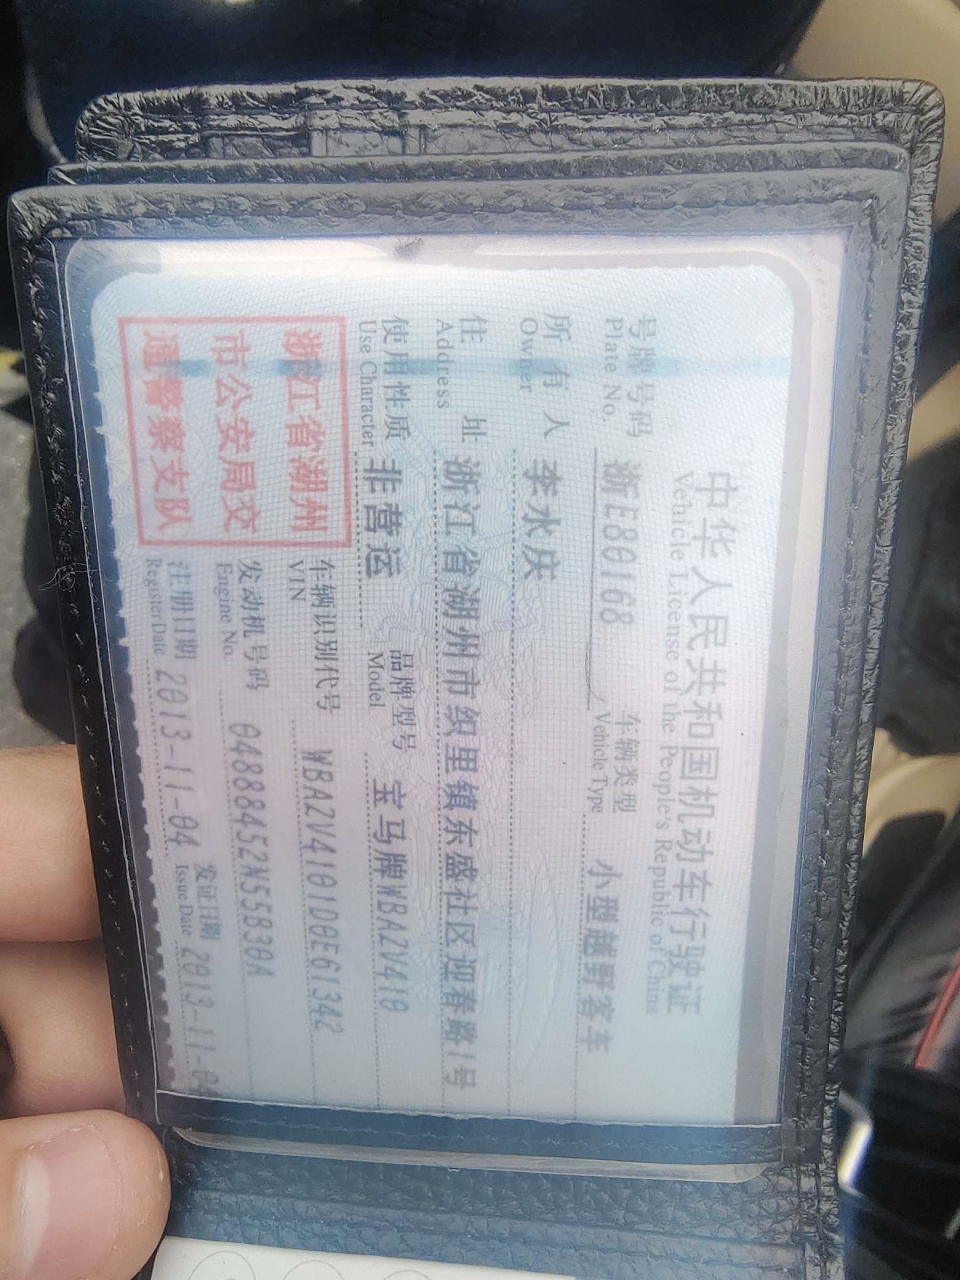 中华人民共和国机动车行驶证
Vehicle License of the People's Republic of China
号牌号码 浙E80168 车辆类型 小型越野客车
Plate No. Vehicle Type
所有人 李水庆
Owner
住址 浙江省湖州市织里镇东盛社区迎春路1号
Address
使用性质 非营运 品牌型号 宝马牌WBA2V410
Use Character Model
浙江省湖州
市公安局交
通警察支队
车辆识别代号 WBA2V4101D0E61342
VIN
发动机号码 04888452N55B30A
Engine No.
注册日期 2013-11-04 发证日期 2013-11-04
Register Date Issue Date